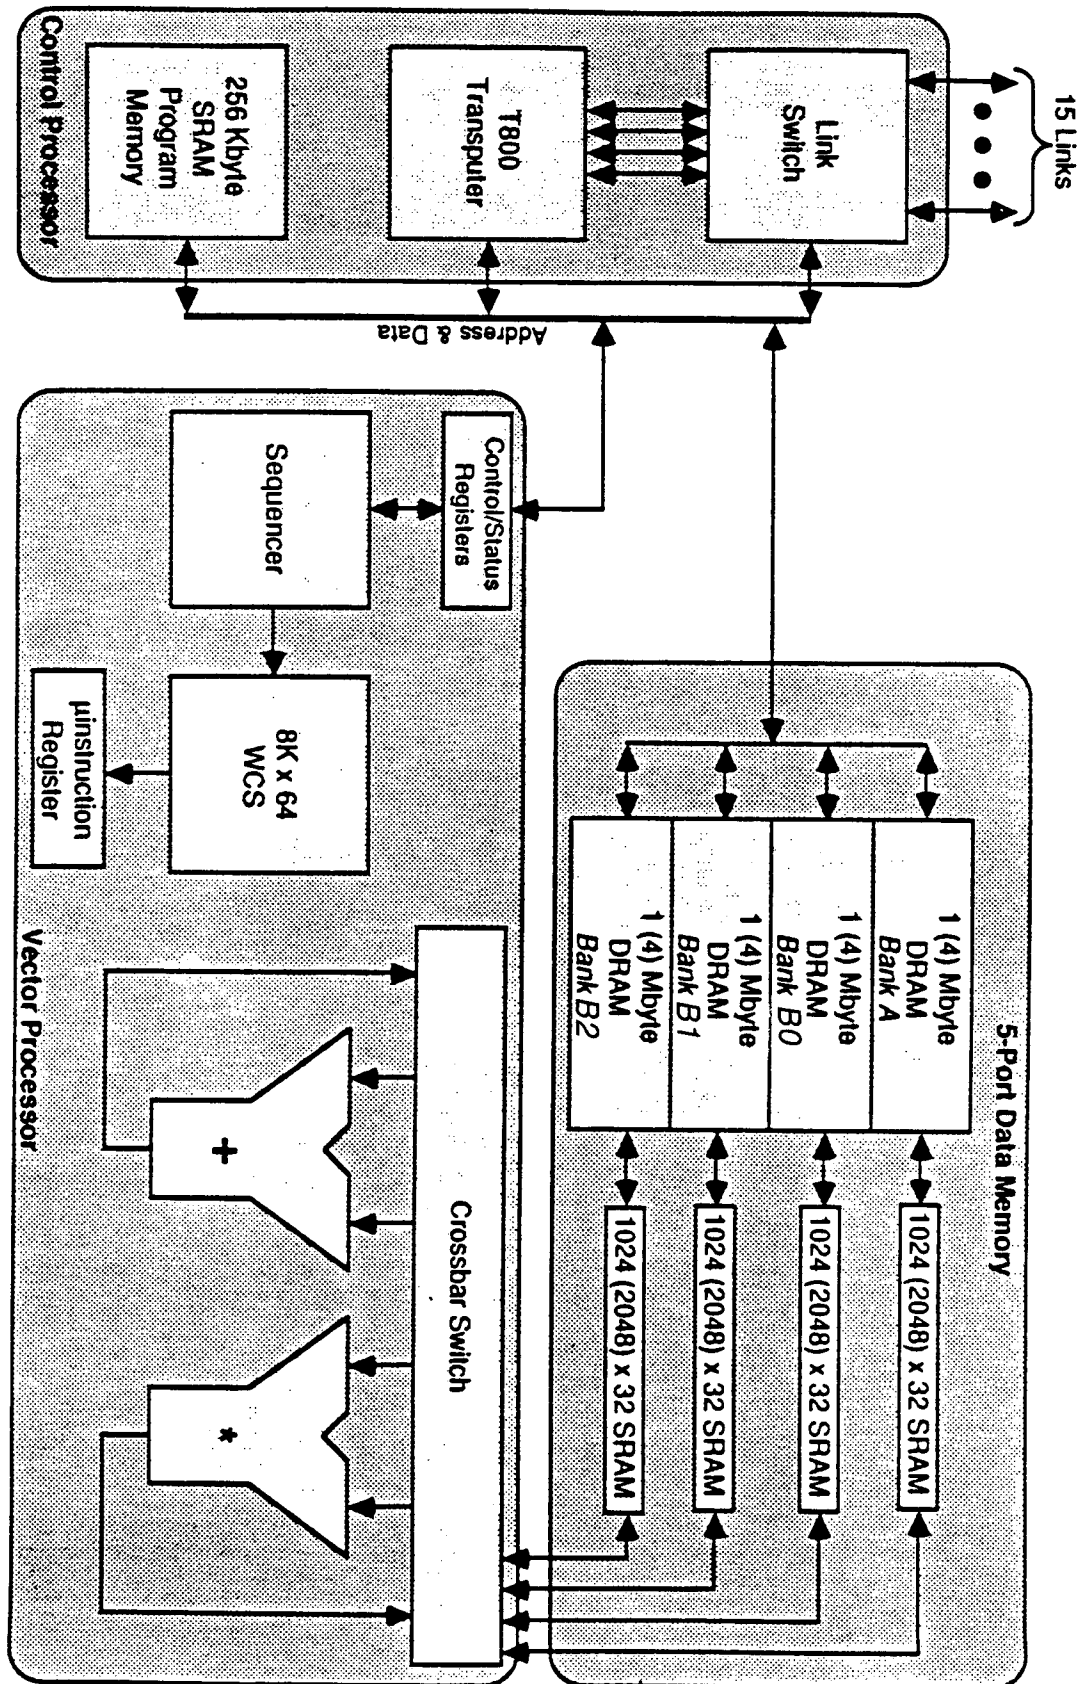 15 Links
Link
Switch
T800
Transputer
256 Kbyte
SRAM
Program
Memory
Control Processor
Address & Data
5-Port Data Memory
1 (4) Mbyte
DRAM
Bank A
1 (4) Mbyte
DRAM
Bank B0
1 (4) Mbyte
DRAM
Bank B1
1 (4) Mbyte
DRAM
Bank B2
1024 (2048) x 32 SRAM
1024 (2048) x 32 SRAM
1024 (2048) x 32 SRAM
1024 (2048) x 32 SRAM
Control/Status
Registers
Sequencer
8K x 64
WCS
µinstruction
Register
Crossbar Switch
+
*
Vector Processor